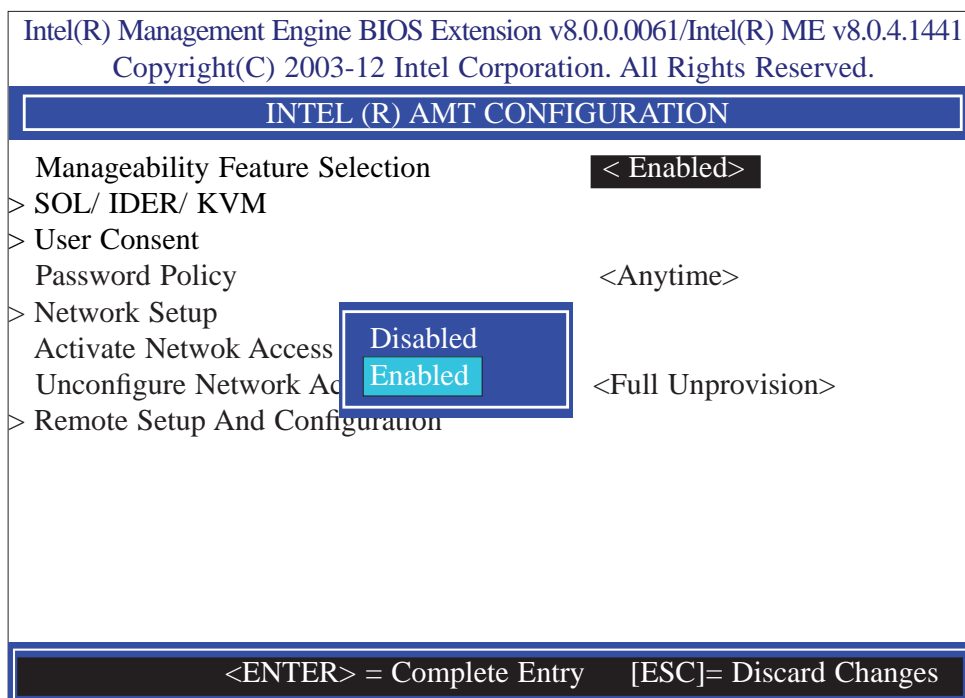 Intel(R) Management Engine BIOS Extension v8.0.0.0061/Intel(R) ME v8.0.4.1441
Copyright(C) 2003-12 Intel Corporation. All Rights Reserved.
INTEL (R) AMT CONFIGURATION
Manageability Feature Selection < Enabled>
> SOL/ IDER/ KVM
> User Consent
Password Policy <Anytime>
> Network Setup
Disabled
Activate Netwok Access
Enabled
Unconfigure Network Ac <Full Unprovision>
> Remote Setup And Configuration
<ENTER> = Complete Entry [ESC]= Discard Changes